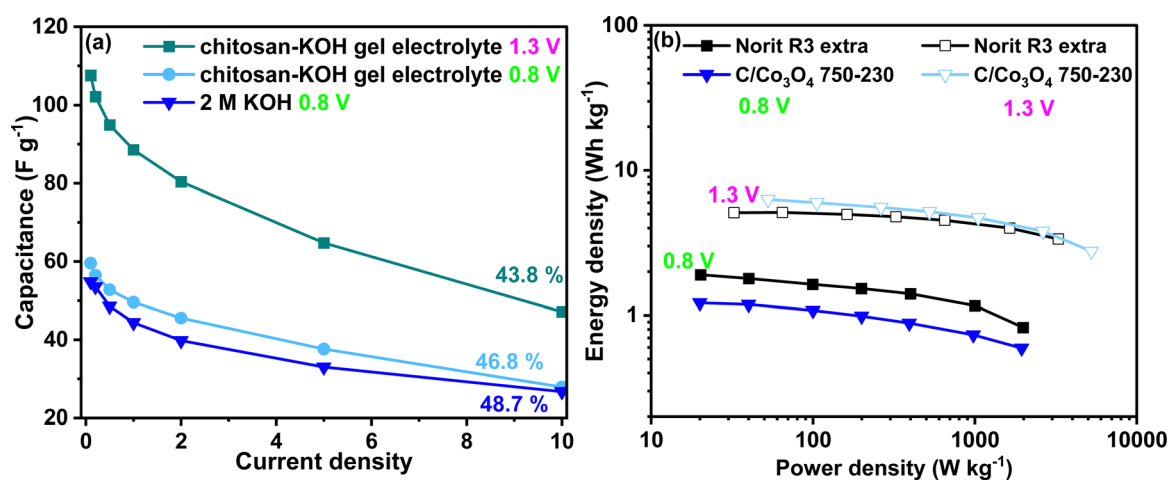 (a)
chitosan-KOH gel electrolyte 1.3 V
chitosan-KOH gel electrolyte 0.8 V
2 M KOH 0.8 V
120
100
80
60
40
20
Capacitance (F g⁻¹)
43.8 %
46.8 %
48.7 %
0
2
4
6
8
10
Current density
(b)
Norit R3 extra
Norit R3 extra
C/Co₃O₄ 750-230
C/Co₃O₄ 750-230
0.8 V
1.3 V
100
10
1
Energy density (Wh kg⁻¹)
1.3 V
0.8 V
10
100
1000
10000
Power density (W kg⁻¹)